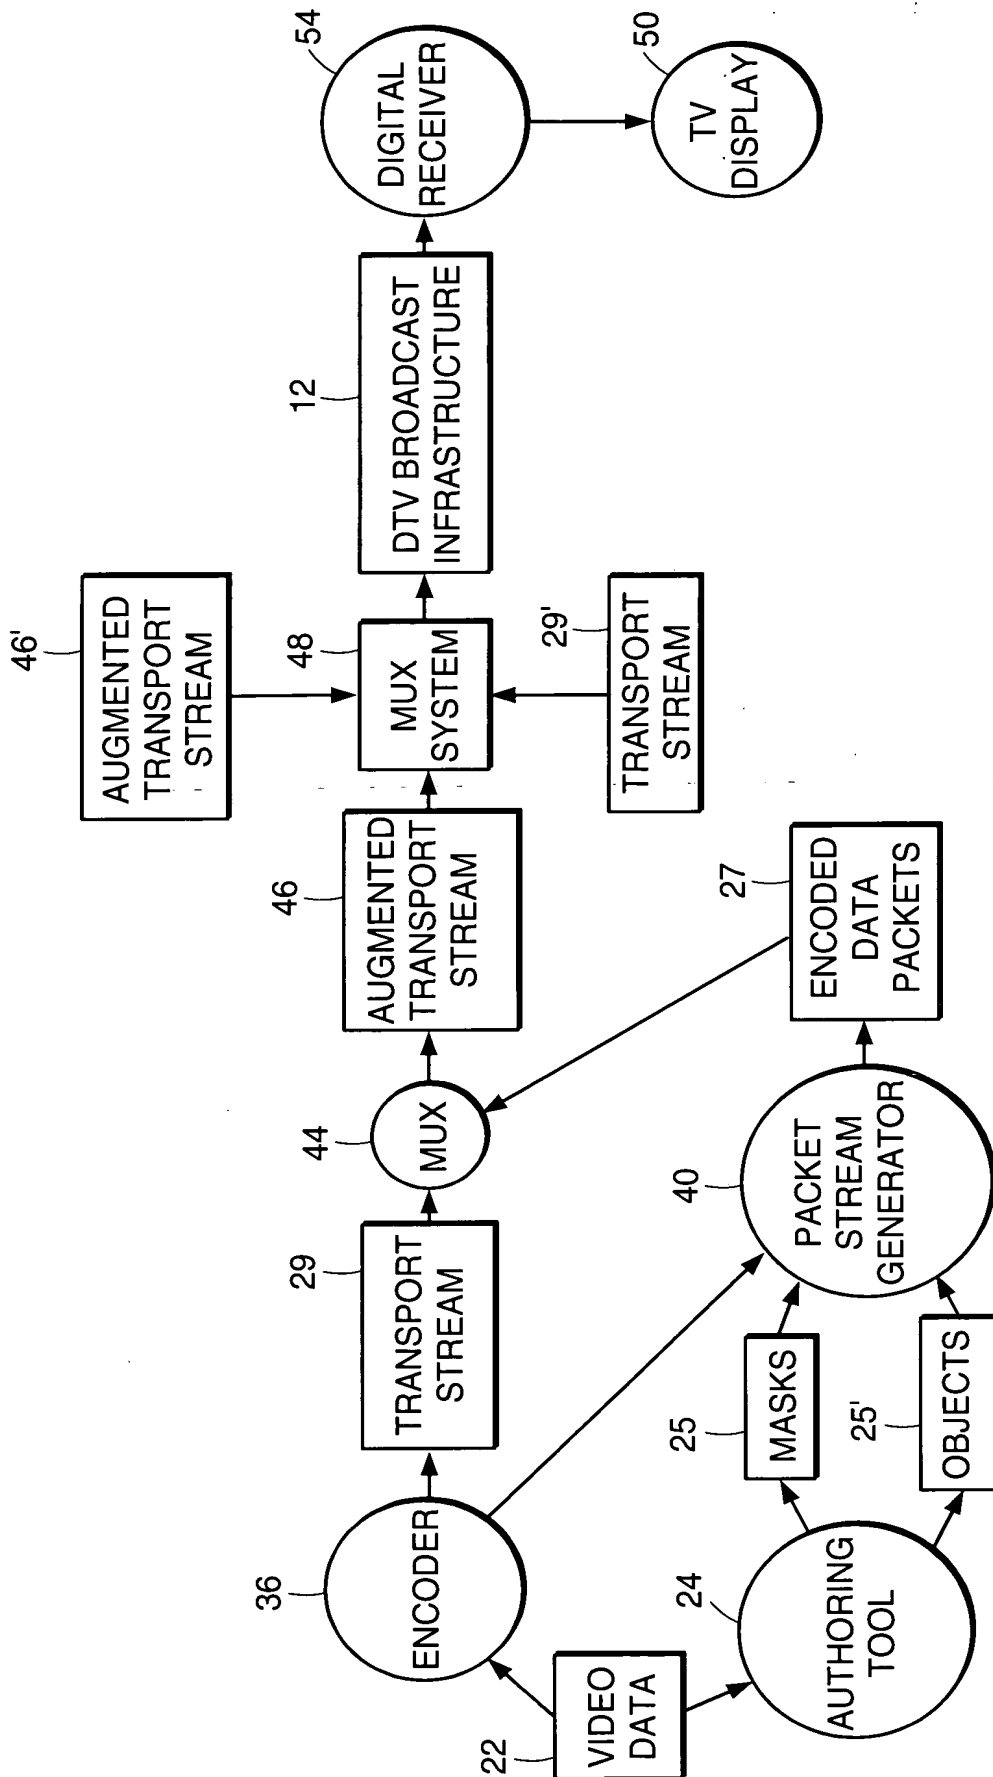 22
VIDEO
DATA
36
ENCODER
24
AUTHORING
TOOL
29
TRANSPORT
STREAM
25
MASKS
25'
OBJECTS
44
MUX
40
PACKET
STREAM
GENERATOR
46
AUGMENTED
TRANSPORT
STREAM
27
ENCODED
DATA
PACKETS
46'
AUGMENTED
TRANSPORT
STREAM
48
MUX
SYSTEM
29'
TRANSPORT
STREAM
12
DTV BROADCAST
INFRASTRUCTURE
54
DIGITAL
RECEIVER
50
TV
DISPLAY